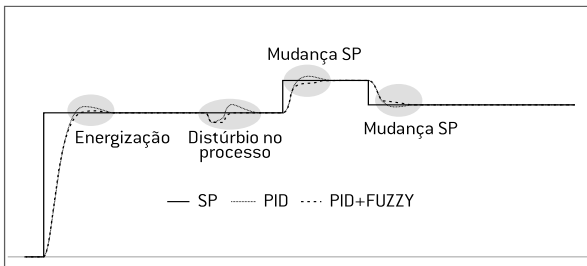 Mudança SP
Energização
Distúrbio no
processo
Mudança SP
SP
PID
PID+FUZZY